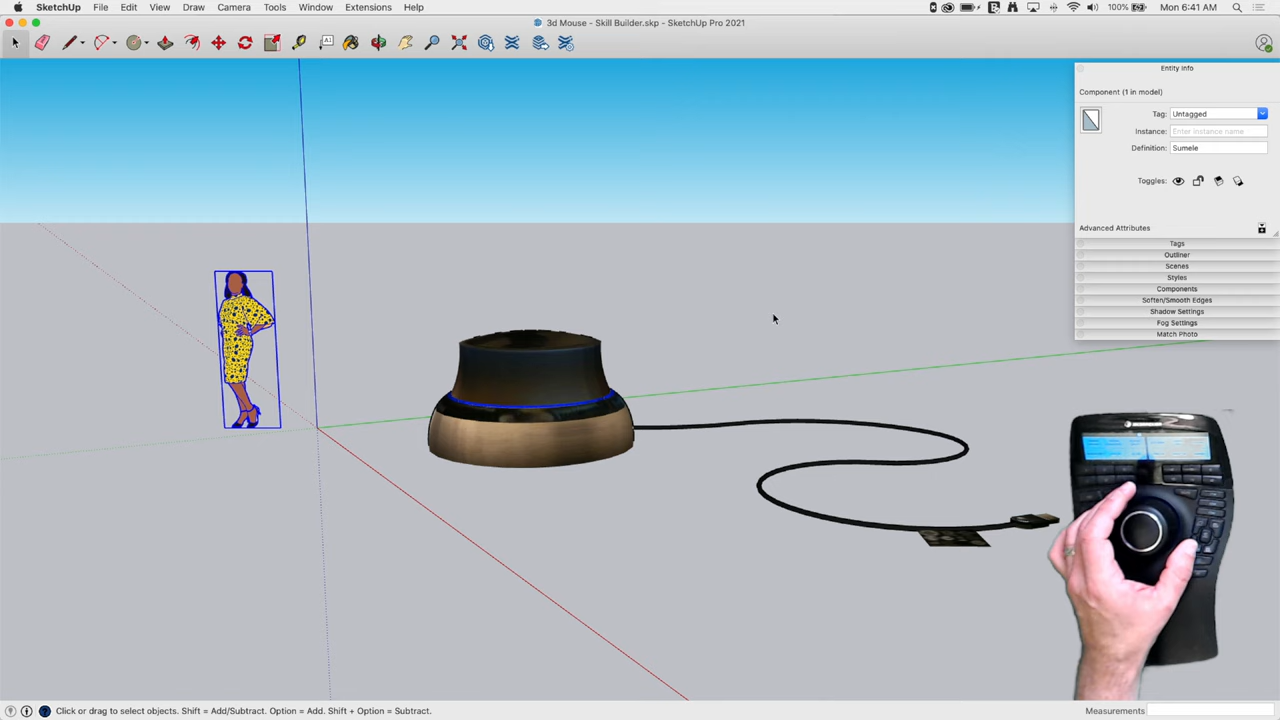 SketchUp File Edit View Draw Camera Tools Window Extensions Help 100% Mon 6:41 AM
3d Mouse - Skill Builder.skp - SketchUp Pro 2021
Entity Info
Component (1 in model)
Tag: Untagged
Instance: Enter instance name
Definition: Sumele
Toggles:
Advanced Attributes
Tags
Outliner
Scenes
Styles
Components
Soften/Smooth Edges
Shadow Settings
Fog Settings
Match Photo
Click or drag to select objects. Shift = Add/Subtract. Option = Add. Shift + Option = Subtract. Measurements